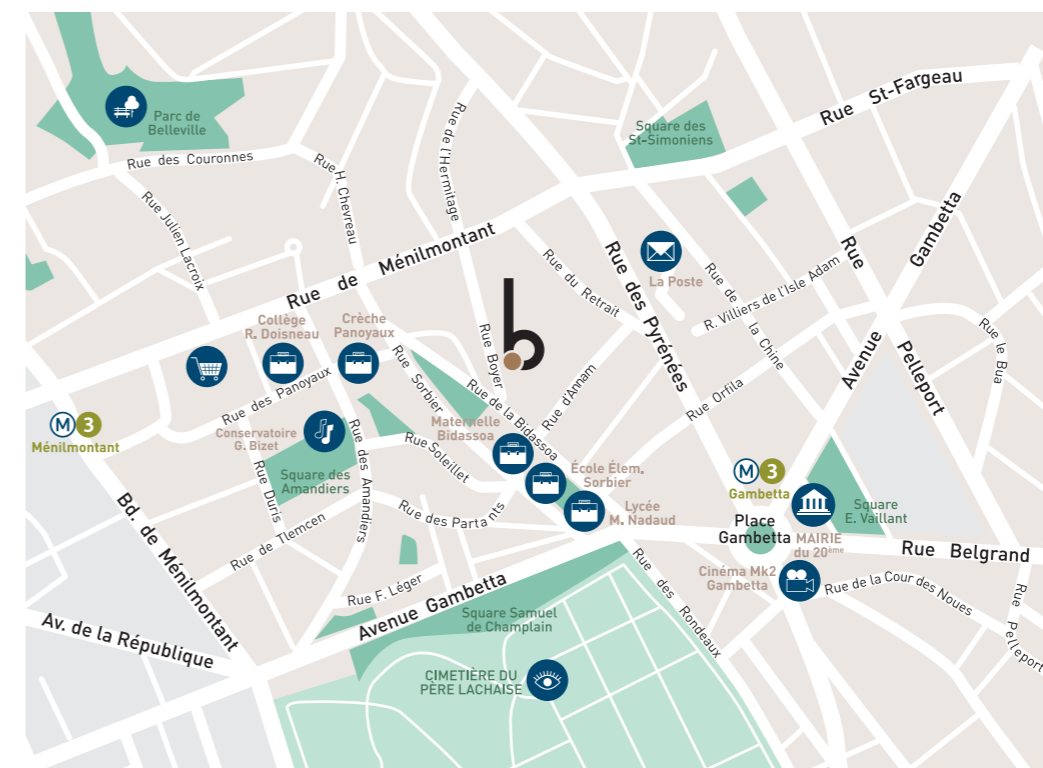 Parc de
Belleville
Rue des Couronnes
Rue Julien Lacroix
Rue H. Chevreau
Rue de l'Hermitage
Square des
St-Simoniens
Rue St-Fargeau
Rue de Ménilmontant
Rue du Retrait
Rue des Pyrénées
La Poste
Rue de la Chine
R. Villiers de l'Isle Adam
Rue Pelleport
Avenue Gambetta
Rue le Bua
Collège
R. Doisneau
Crèche
Panoyaux
b
Rue Boyer
Rue Sorbier
Rue de la Bidassoa
Rue d'Annam
Rue Orfila
Rue des Panoyaux
M 3
Ménilmontant
Conservatoire
G. Bizet
Square des
Amandiers
Rue des Amandiers
Rue Soleillet
Maternelle
Bidassoa
École Élem.
Sorbier
Lycée
M. Nadaud
M 3
Gambetta
Place
Gambetta
MAIRIE
du 20ème
Square
E. Vaillant
Rue Belgrand
Rue Duris
Rue de Tlemcen
Rue des Partants
Bd. de Ménilmontant
Rue F. Léger
Avenue Gambetta
Cinéma Mk2
Gambetta
Rue de la Cour des Noues
Rue Pelleport
Rue des Rondeaux
Av. de la République
Square Samuel
de Champlain
CIMETIÈRE DU
PÈRE LACHAISE